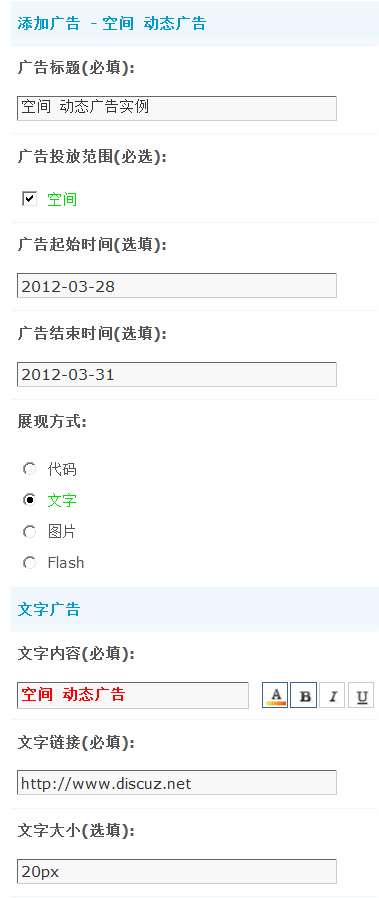 添加广告 - 空间 动态广告
广告标题(必填):
空间 动态广告实例
广告投放范围(必选):
空间
广告起始时间(选填):
2012-03-28
广告结束时间(选填):
2012-03-31
展现方式:
代码
文字
图片
Flash
文字广告
文字内容(必填):
空间 动态广告 A B I U
文字链接(必填):
http://www.discuz.net
文字大小(选填):
20px